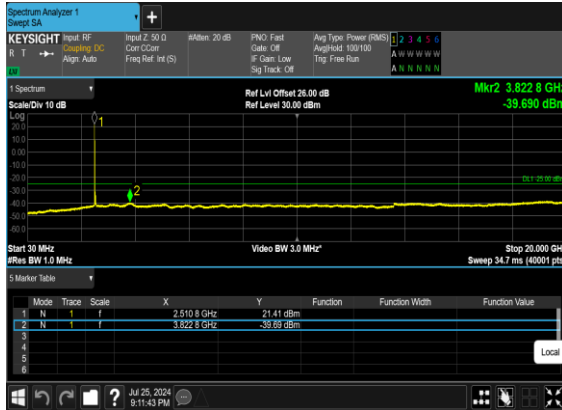 Spectrum Analyzer 1
Swept SA
+
KEYSIGHT Input: RF Input Z: 50 Ω #Atten: 20 dB PNO: Fast Avg Type: Power (RMS) 1 2 3 4 5 6
R T Coupling: DC Corr CCorr Gate: Off Avg|Hold: 100/100 A W W W W W
Align: Auto Freq Ref: Int (S) IF Gain: Low Trig: Free Run
Sig Track: Off A N N N N N
1 Spectrum Ref Lvl Offset 26.00 dB Mkr2 3.822 8 GHz
Scale/Div 10 dB Ref Level 30.00 dBm -39.690 dBm
Log
1
20.0
10.0
0.00
-10.0
-20.0
DL1 -25.00 dBm
-30.0
2
-40.0
-50.0
-60.0
Start 30 MHz Video BW 3.0 MHz* Stop 20.000 GHz
#Res BW 1.0 MHz Sweep 34.7 ms (40001 pts)
5 Marker Table
Mode Trace Scale X Y Function Function Width Function Value
1 N 1 f 2.510 8 GHz 21.41 dBm
2 N 1 f 3.822 8 GHz -39.69 dBm
3
4
5
6
Local
? Jul 25, 2024
9:11:43 PM